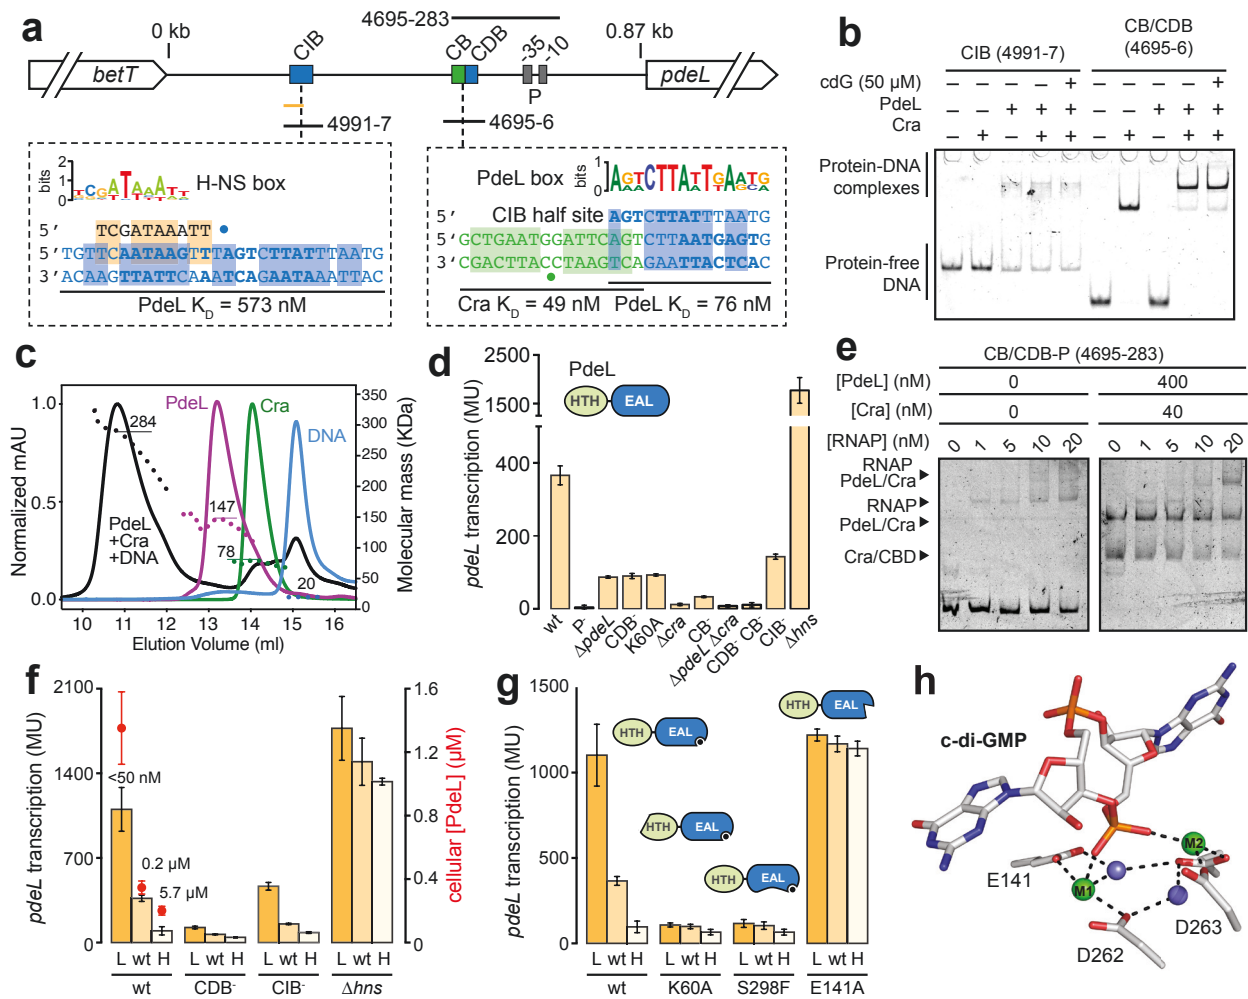 a
4695-283
0 kb
CIB
CB
CDB
-35
-10
0.87 kb
betT
P
pdeL
4991-7
4695-6
2
1
0
bits
TCGATAAATT
H-NS box
5' TCGATAAATT
5' TGTTCAATAAGTTTAGTCTTATTTAATG
3' ACAAGTTATTCAAATCAGAATAAATTAC
PdeL KD = 573 nM
PdeL box
1
0
bits
CIB half site AGTCTTATTTAATG
5' GCTGAATGGATTCAGTCTTAATGAGTG
3' CGACTTACCTAAGTCAGAATTACTCAC
Cra KD = 49 nM
PdeL KD = 76 nM
b
CIB (4991-7)
CB/CDB
(4695-6)
cdG (50 µM) – – – – + – – – – +
PdeL – – + + + – – + + +
Cra – + – + + – + – + +
Protein-DNA
complexes
Protein-free
DNA
c
Normalized mAU
1.0
0.5
0.0
PdeL
Cra
DNA
284
147
78
20
PdeL
+Cra
+DNA
350
300
250
200
150
100
50
0
Molecular mass (KDa)
10 11 12 13 14 15 16
Elution Volume (ml)
d
pdeL transcription (MU)
2500
1500
400
200
0
PdeL
HTH
EAL
wt
P-
ΔpdeL
CDB-
K60A
Δcra
CB-
ΔpdeL Δcra
CDB- CB-
CIB-
Δhns
e
CB/CDB-P (4695-283)
[PdeL] (nM) 0 400
[Cra] (nM) 0 40
[RNAP] (nM) 0 1 5 10 20 0 1 5 10 20
RNAP
PdeL/Cra
RNAP
PdeL/Cra
Cra/CBD
f
pdeL transcription (MU)
2100
1400
700
0
<50 nM
0.2 µM
5.7 µM
1.6
1.2
0.8
0.4
0
cellular [PdeL] (µM)
L wt H L wt H L wt H L wt H
wt CDB- CIB- Δhns
g
pdeL transcription (MU)
1500
1000
500
0
HTH EAL
HTH EAL
HTH EAL
HTH EAL
L wt H L wt H L wt H L wt H
wt K60A S298F E141A
h
c-di-GMP
E141
M1
M2
D263
D262